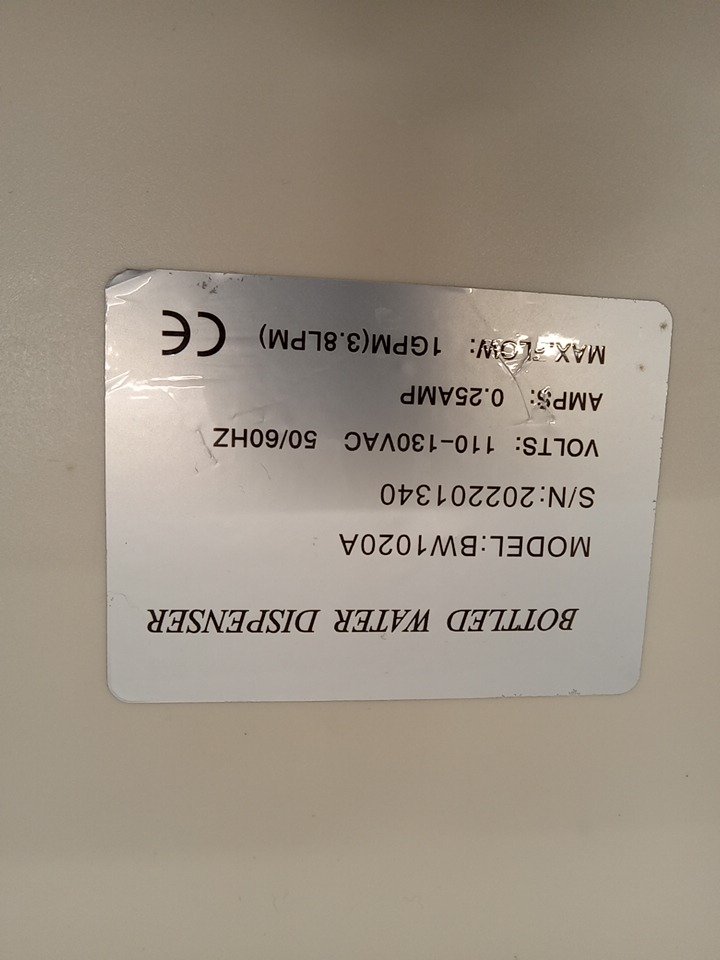 BOTTLED WATER DISPENSER
MODEL:BW1020A
S/N:202201340
VOLTS: 110-130VAC 50/60HZ
AMPS: 0.25AMP
MAX.FLOW: 1GPM(3.8LPM) CE